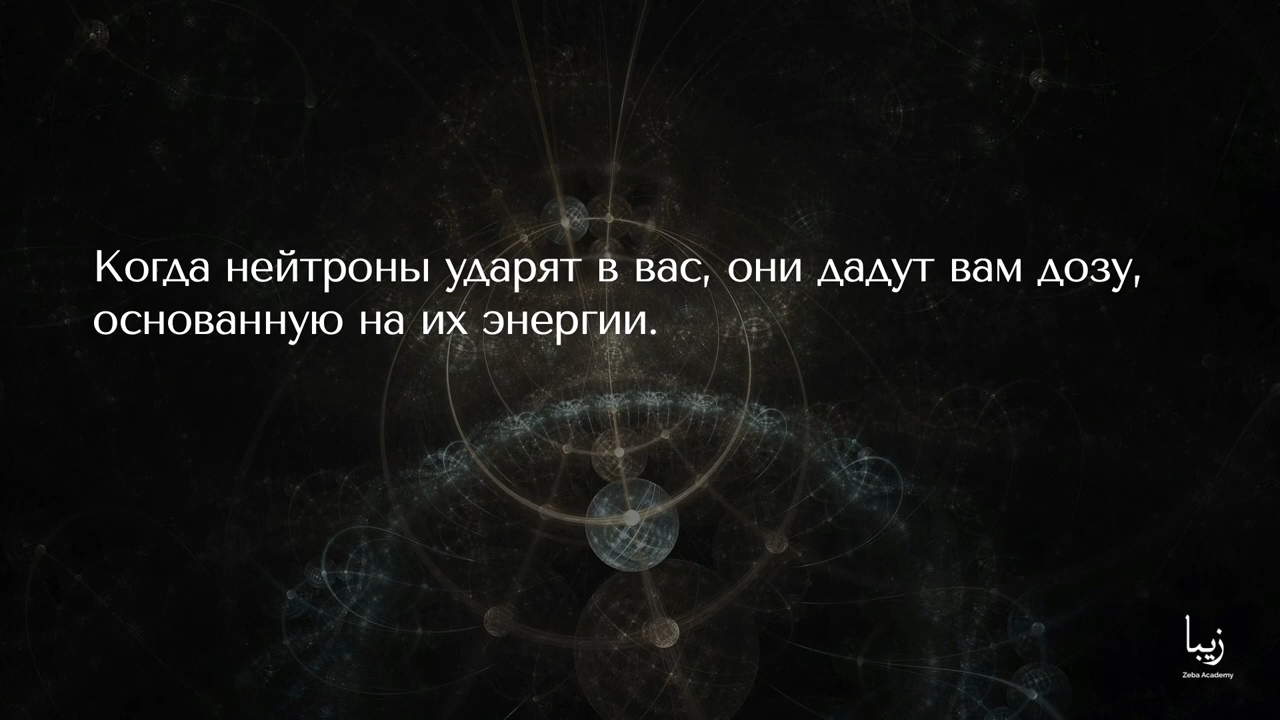 Когда нейтроны ударят в вас, они дадут вам дозу,
основанную на их энергии.
زیبا
Zeba Academy